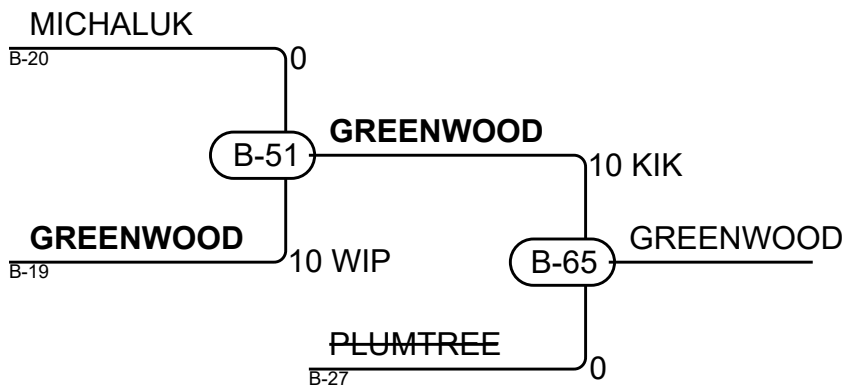 MICHALUK
B-20
0
B-51
GREENWOOD
10 KIK
GREENWOOD
B-19
10 WIP
B-65
GREENWOOD
PLUMTREE
B-27
0